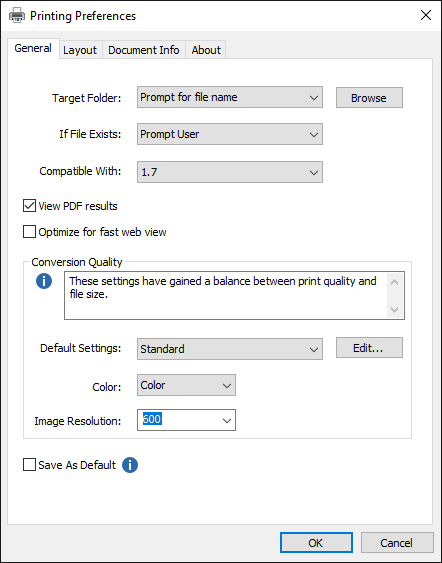 Printing Preferences
General Layout Document Info About
Target Folder: Prompt for file name Browse
If File Exists: Prompt User
Compatible With: 1.7
View PDF results
Optimize for fast web view
Conversion Quality
These settings have gained a balance between print quality and
file size.
Default Settings: Standard Edit...
Color: Color
Image Resolution: 600
Save As Default
OK Cancel